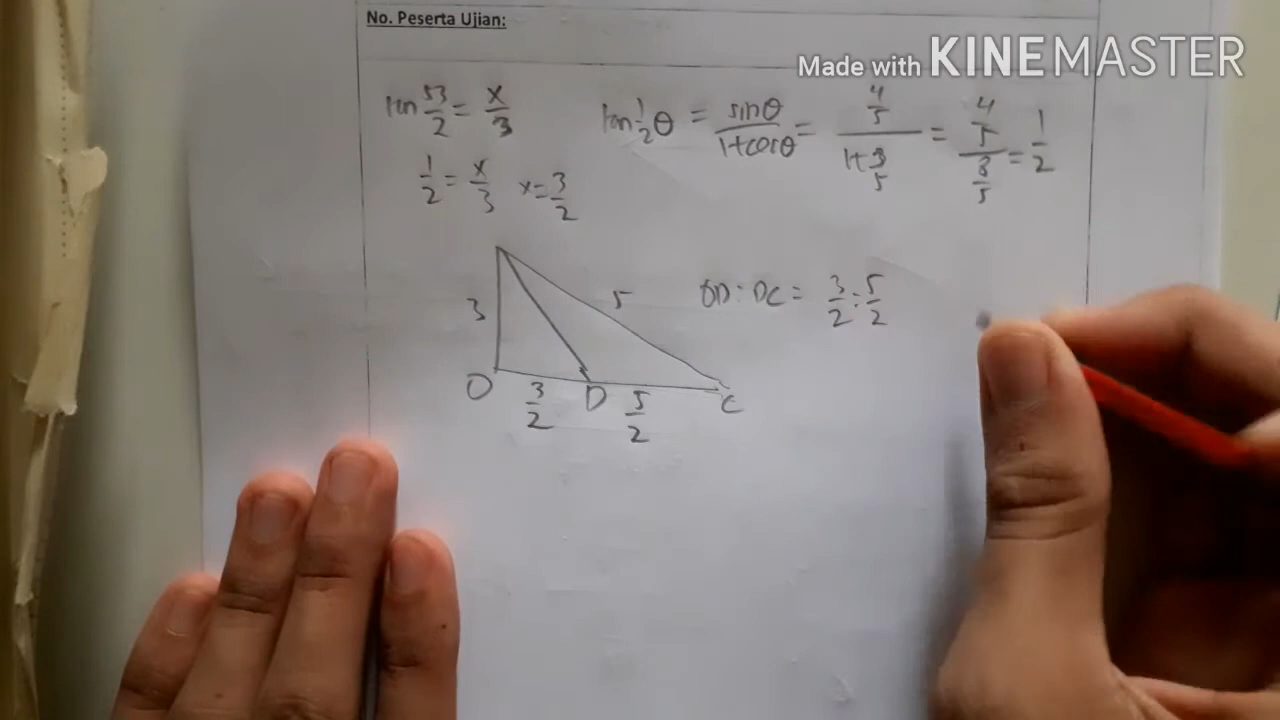 No. Peserta Ujian:
Made with KINEMASTER
tan 53/2 = x/3
tan 1/2 θ = sin θ / 1+cos θ = 4/5 / 1+3/5 = 4/5 / 8/5 = 1/2
1/2 = x/3 x = 3/2
3 5
OD : DC = 3/2 : 5/2
O 3/2 D 5/2 C